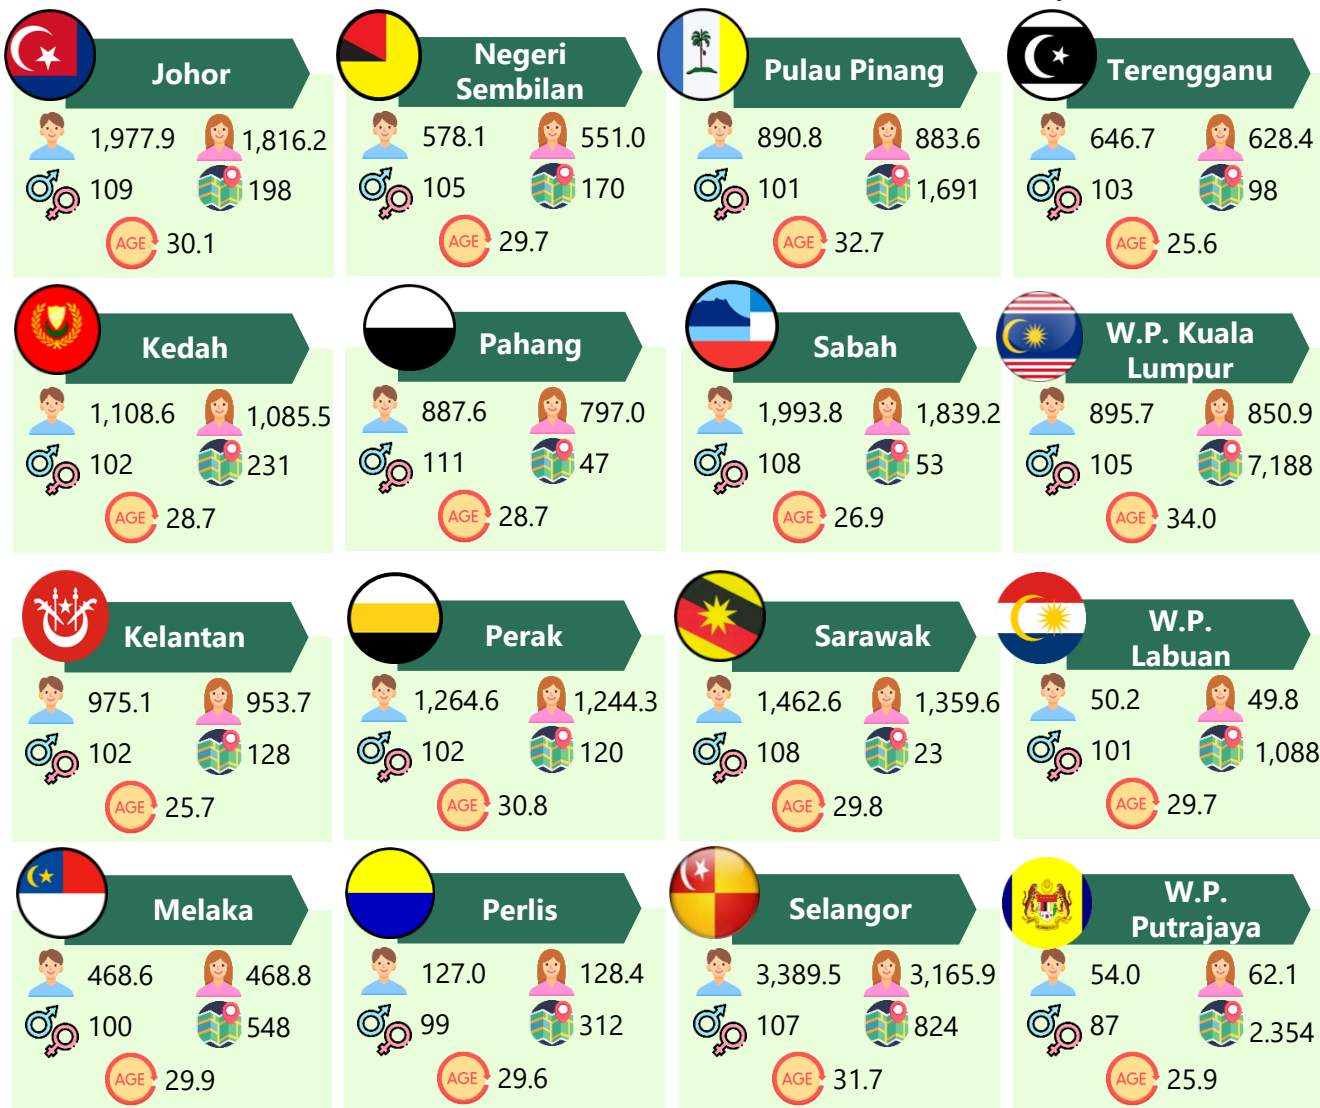 Johor
1,977.9 1,816.2
109 198
AGE 30.1
Negeri
Sembilan
578.1 551.0
105 170
AGE 29.7
Pulau Pinang
890.8 883.6
101 1,691
AGE 32.7
Terengganu
646.7 628.4
103 98
AGE 25.6
Kedah
1,108.6 1,085.5
102 231
AGE 28.7
Pahang
887.6 797.0
111 47
AGE 28.7
Sabah
1,993.8 1,839.2
108 53
AGE 26.9
W.P. Kuala
Lumpur
895.7 850.9
105 7,188
AGE 34.0
Kelantan
975.1 953.7
102 128
AGE 25.7
Perak
1,264.6 1,244.3
102 120
AGE 30.8
Sarawak
1,462.6 1,359.6
108 23
AGE 29.8
W.P.
Labuan
50.2 49.8
101 1,088
AGE 29.7
Melaka
468.6 468.8
100 548
AGE 29.9
Perlis
127.0 128.4
99 312
AGE 29.6
Selangor
3,389.5 3,165.9
107 824
AGE 31.7
W.P.
Putrajaya
54.0 62.1
87 2.354
AGE 25.9